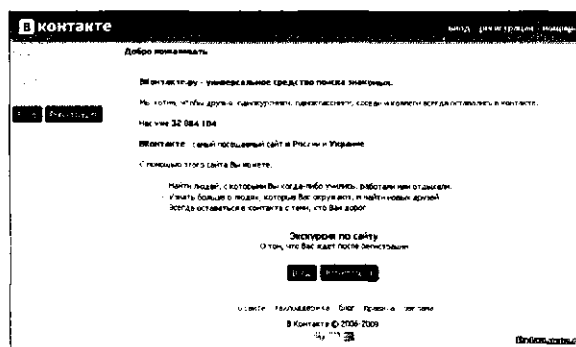 В контакте
вход регистрация помощь
Добро пожаловать
ВКонтакте.ру - универсальное средство поиска знакомых.
Мы хотим, чтобы друзья, однокурсники, одноклассники, соседи и коллеги всегда оставались в контакте.
Нас уже 32 084 104
ВКонтакте самый посещаемый сайт в России и Украине
С помощью этого сайта Вы можете:
Найти людей, с которыми Вы когда-либо учились, работали или отдыхали.
Узнать больше о людях, которые Вас окружают, и найти новых друзей
Всегда оставаться в контакте с теми, кто Вам дорог
Экскурсия по сайту
О том, что Вас ждет после регистрации
Вход
о сайте техподдержка блог правила реклама
В Контакте © 2006-2009